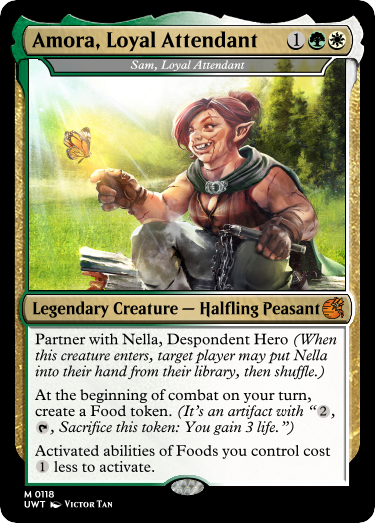 Amora, Loyal Attendant 1
Sam, Loyal Attendant
Legendary Creature — Halfling Peasant
Partner with Nella, Despondent Hero (When
this creature enters, target player may put Nella
into their hand from their library, then shuffle.)
At the beginning of combat on your turn,
create a Food token. (It's an artifact with “2,
, Sacrifice this token: You gain 3 life.”)
Activated abilities of Foods you control cost
1 less to activate.
M 0118
UWT Victor Tan